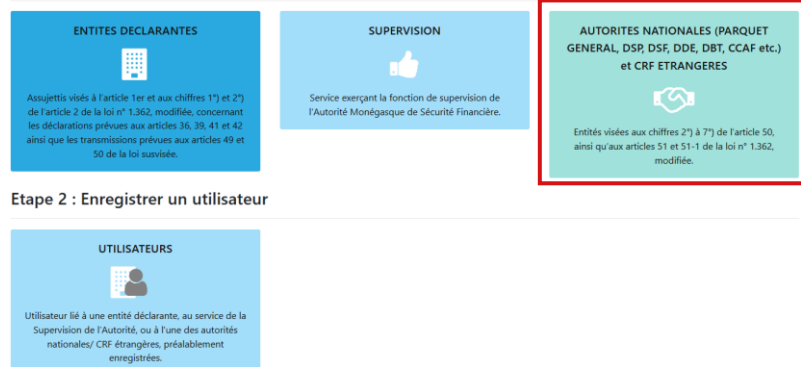 ENTITES DECLARANTES
Assujettis visés à l'article 1er et aux chiffres 1°) et 2°)
de l'article 2 de la loi n° 1.362, modifiée, concernant
les déclarations prévues aux articles 36, 39, 41 et 42
ainsi que les transmissions prévues aux articles 49 et
50 de la loi susvisée.
SUPERVISION
Service exerçant la fonction de supervision de
l'Autorité Monégasque de Sécurité Financière.
AUTORITES NATIONALES (PARQUET
GENERAL, DSP, DSF, DDE, DBT, CCAF etc.)
et CRF ETRANGERES
Entités visées aux chiffres 2°) à 7°) de l'article 50,
ainsi qu'aux articles 51 et 51-1 de la loi n° 1.362,
modifiée.
Etape 2 : Enregistrer un utilisateur
UTILISATEURS
Utilisateur lié à une entité déclarante, au service de la
Supervision de l'Autorité, ou à l'une des autorités
nationales/ CRF étrangères, préalablement
enregistrées.